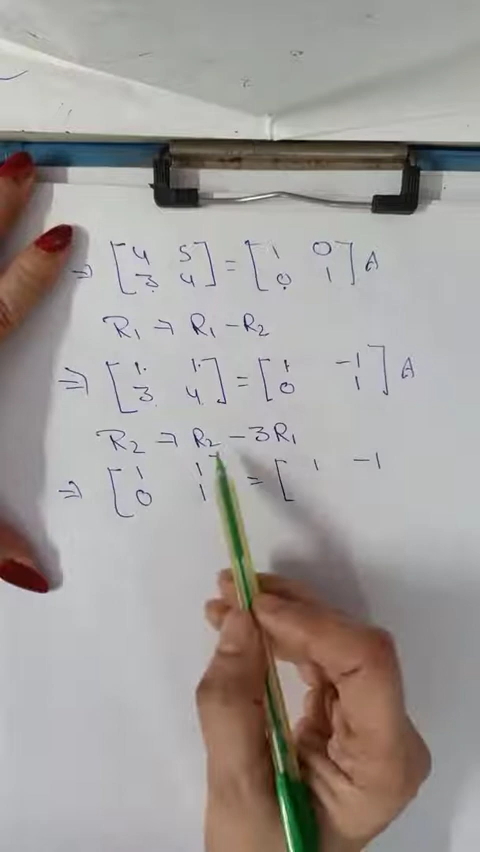 ⇒ [4 5
3 4] = [1 0
0 1] A
R₁ → R₁ - R₂
⇒ [1 1
3 4] = [1 -1
0 1] A
R₂ → R₂ - 3R₁
⇒ [1 1
0 1 = [1 -1